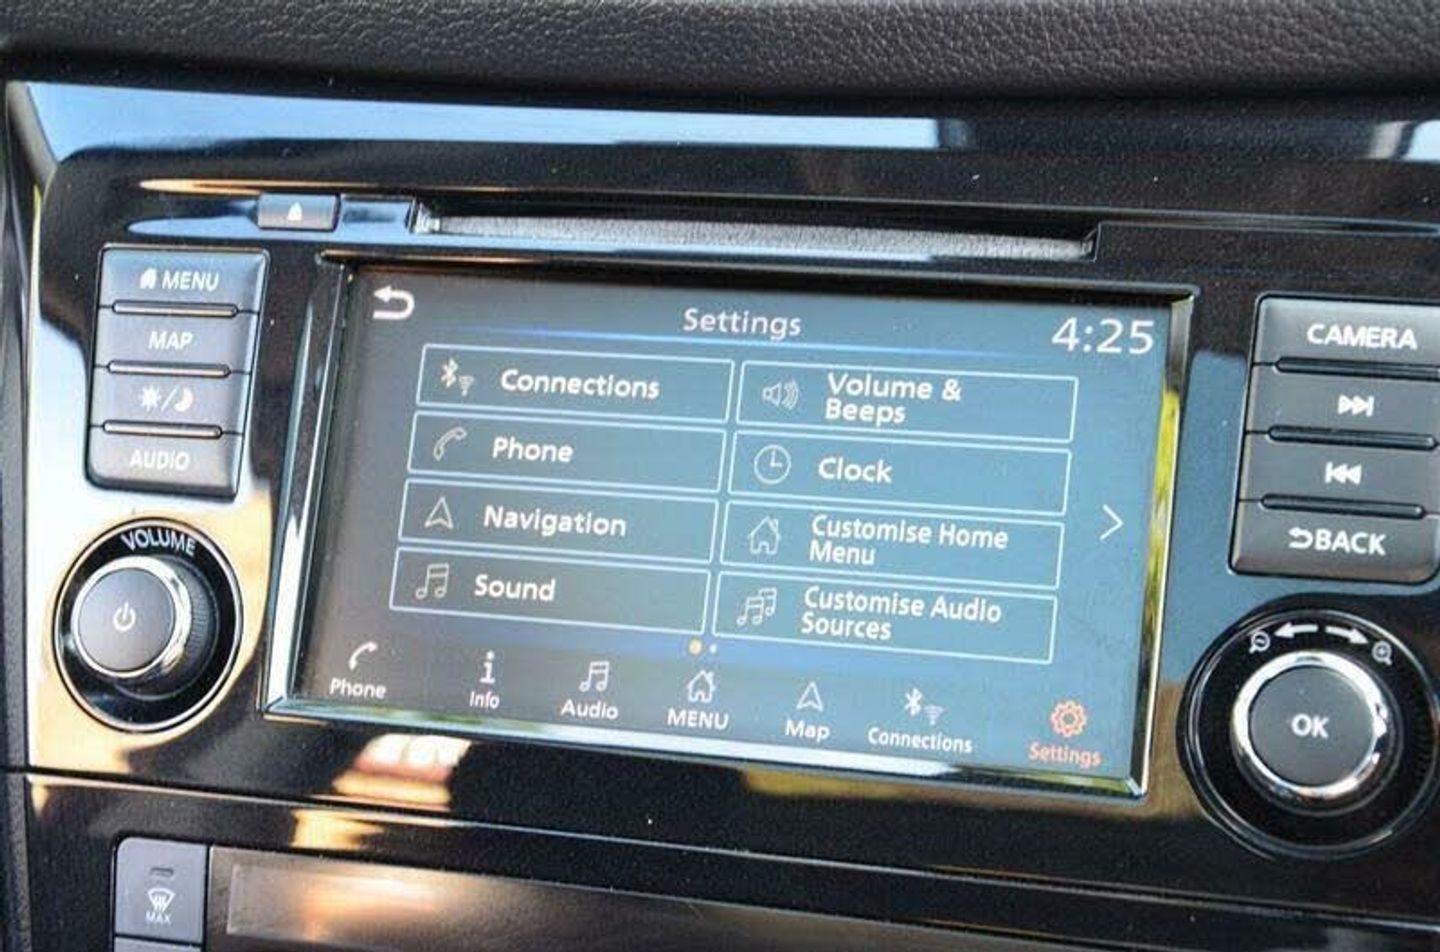 MENU
MAP
AUDIO
VOLUME
Settings
4:25
Connections
Volume &
Beeps
Phone
Clock
Navigation
Customise Home
Menu
Sound
Customise Audio
Sources
Phone
Info
Audio
MENU
Map
Connections
Settings
CAMERA
BACK
OK
MAX